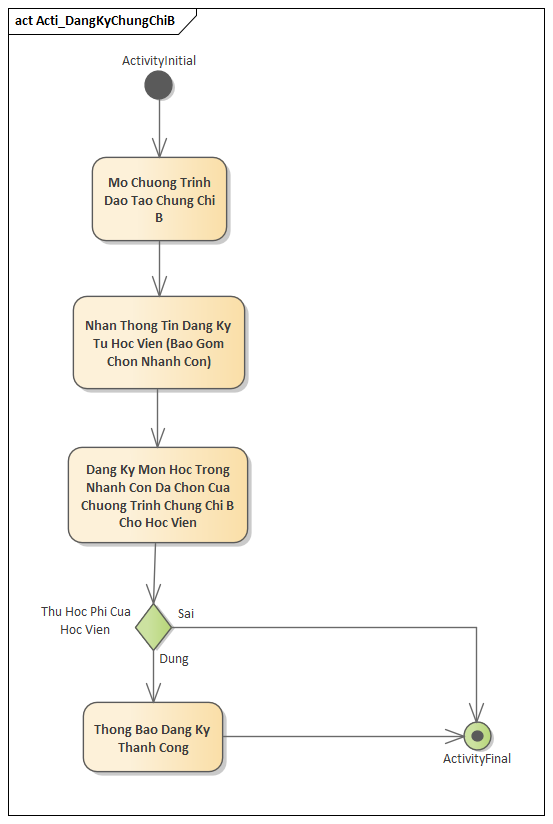 act Acti_DangKyChungChiB
ActivityInitial
Mo Chuong Trinh
Dao Tao Chung Chi
B
Nhan Thong Tin Dang Ky
Tu Hoc Vien (Bao Gom
Chon Nhanh Con)
Dang Ky Mon Hoc Trong
Nhanh Con Da Chon Cua
Chuong Trinh Chung Chi B
Cho Hoc Vien
Thu Hoc Phi Cua
Hoc Vien
Sai
Dung
Thong Bao Dang Ky
Thanh Cong
ActivityFinal